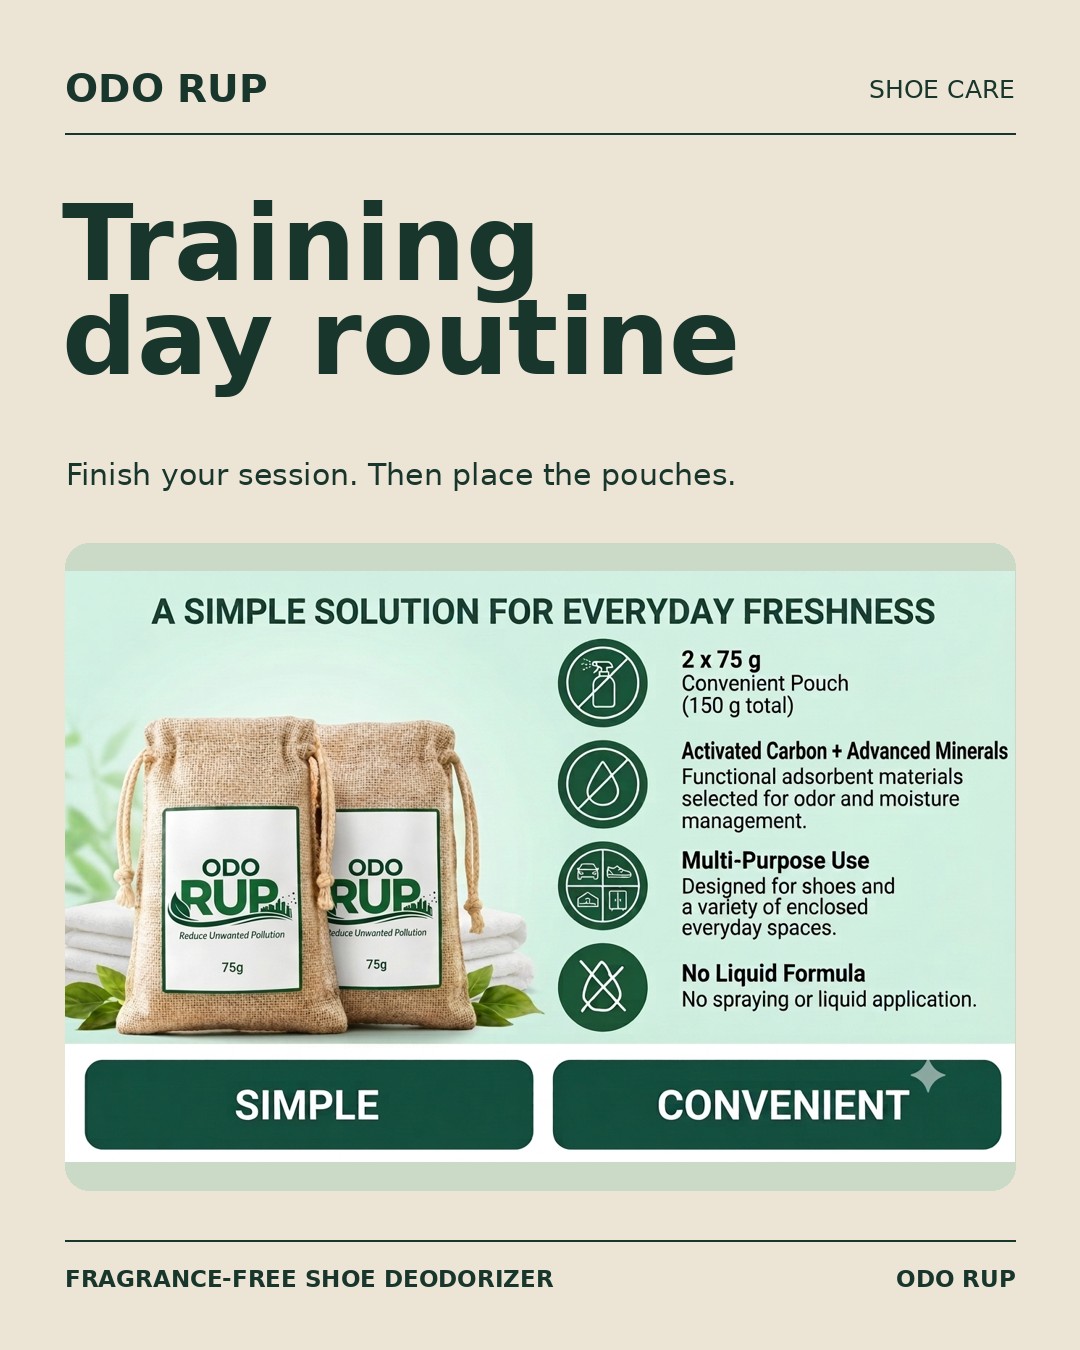 ODO RUP
SHOE CARE
Training
day routine
Finish your session. Then place the pouches.
A SIMPLE SOLUTION FOR EVERYDAY FRESHNESS
2 x 75 g
Convenient Pouch
(150 g total)
Activated Carbon + Advanced Minerals
Functional adsorbent materials
selected for odor and moisture
management.
Multi-Purpose Use
Designed for shoes and
a variety of enclosed
everyday spaces.
No Liquid Formula
No spraying or liquid application.
ODO
RUP
Reduce Unwanted Pollution
75g
ODO
RUP
Reduce Unwanted Pollution
75g
SIMPLE
CONVENIENT
FRAGRANCE-FREE SHOE DEODORIZER
ODO RUP